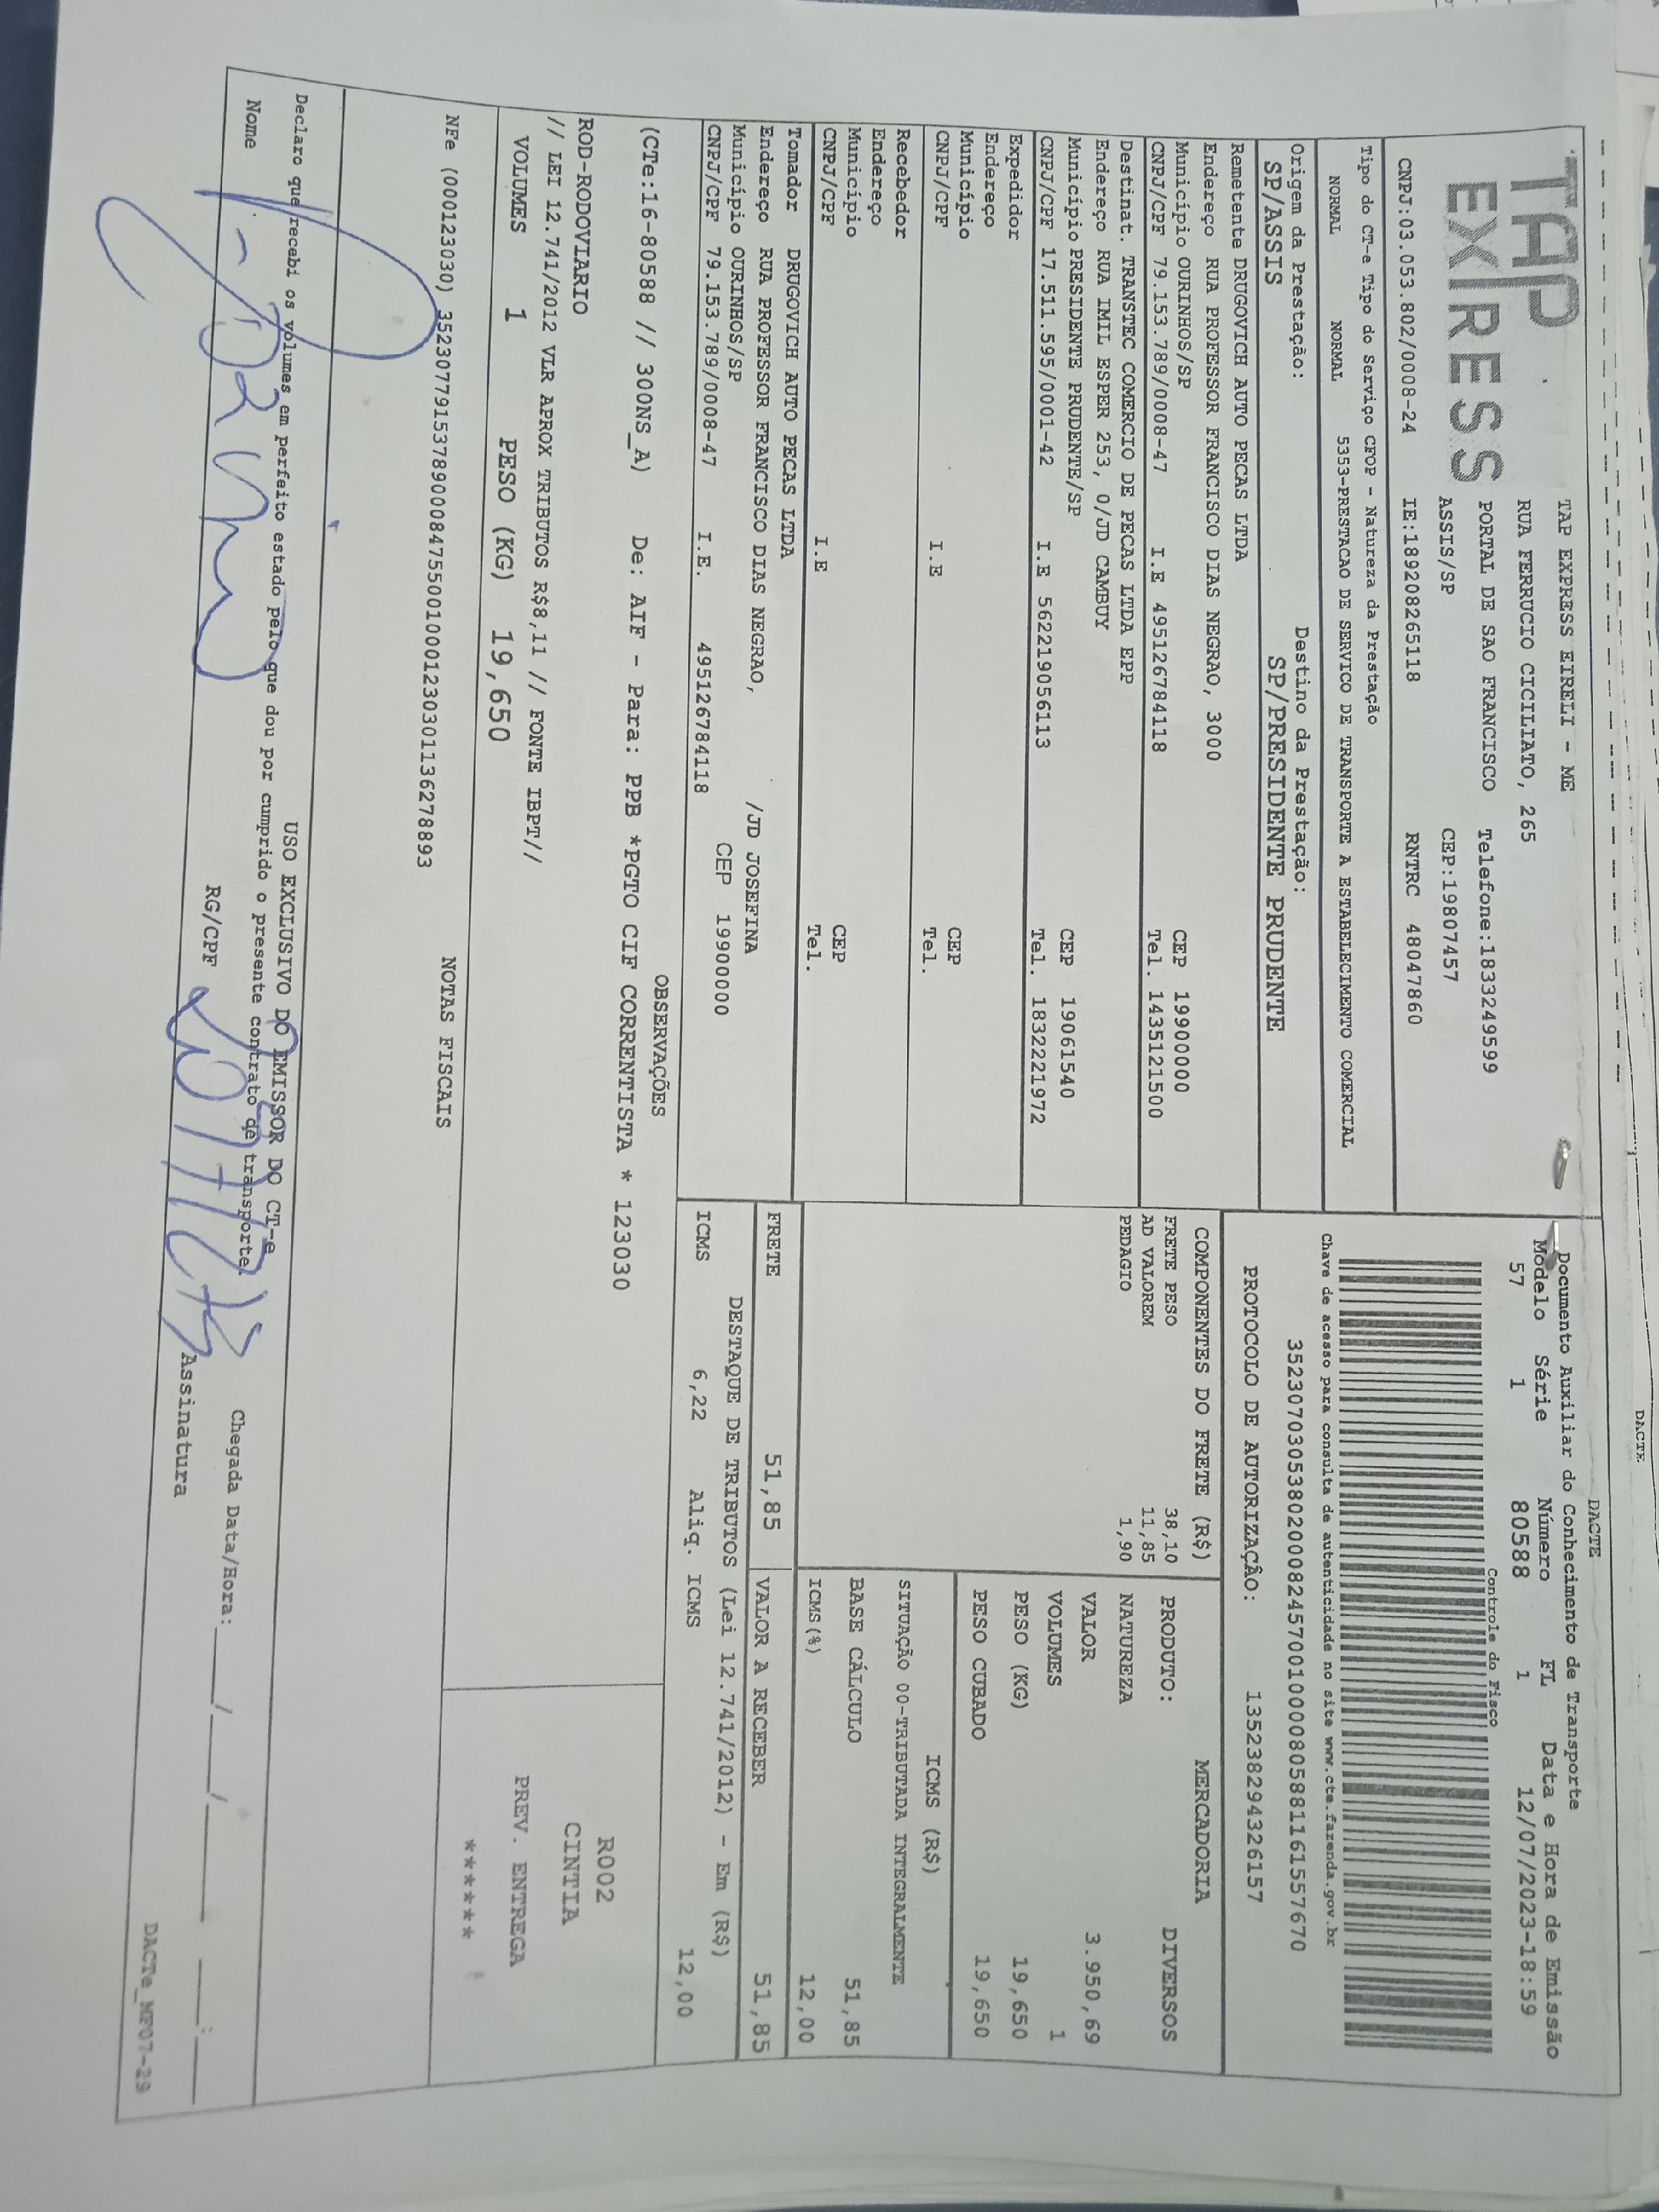 DACTE
TAP
EXPRESS
TAP EXPRESS EIRELI - ME
RUA FERRUCIO CICILIATO, 265
PORTAL DE SAO FRANCISCO Telefone:1833249599
ASSIS/SP CEP:19807457
CNPJ:03.053.802/0008-24 IE:189208265118 RNTRC 48047860
DACTE
Documento Auxiliar do Conhecimento de Transporte
Modelo Série Número FL Data e Hora de Emissão
57 1 80588 1 12/07/2023-18:59
Controle do Fisco
Chave de acesso para consulta de autenticidade no site www.cte.fazenda.gov.br
35230703053802000824570010000805881161557670
PROTOCOLO DE AUTORIZAÇÃO: 135238294326157
Tipo do CT-e Tipo do Serviço CFOP - Natureza da Prestação
NORMAL NORMAL 5353-PRESTACAO DE SERVICO DE TRANSPORTE A ESTABELECIMENTO COMERCIAL
Origem da Prestação: Destino da Prestação:
SP/ASSIS SP/PRESIDENTE PRUDENTE
Remetente DRUGOVICH AUTO PECAS LTDA
Endereço RUA PROFESSOR FRANCISCO DIAS NEGRAO, 3000
Município OURINHOS/SP CEP 19900000
CNPJ/CPF 79.153.789/0008-47 I.E 495126784118 Tel. 1435121500
Destinat. TRANSTEC COMERCIO DE PECAS LTDA EPP
Endereço RUA IMIL ESPER 253, 0/JD CAMBUY
Município PRESIDENTE PRUDENTE/SP CEP 19061540
CNPJ/CPF 17.511.595/0001-42 I.E 562219056113 Tel. 1832221972
Expedidor
Endereço
Município CEP
CNPJ/CPF I.E Tel.
Recebedor
Endereço
Município CEP
CNPJ/CPF I.E Tel.
Tomador DRUGOVICH AUTO PECAS LTDA
Endereço RUA PROFESSOR FRANCISCO DIAS NEGRAO, /JD JOSEFINA
Município OURINHOS/SP CEP 19900000
CNPJ/CPF 79.153.789/0008-47 I.E. 495126784118
COMPONENTES DO FRETE (R$)
FRETE PESO 38,10
AD VALOREM 11,85
PEDAGIO 1,90
MERCADORIA
PRODUTO: DIVERSOS
NATUREZA
VALOR 3.950,69
VOLUMES 1
PESO (KG) 19,650
PESO CUBADO 19,650
ICMS (R$)
SITUAÇÃO 00-TRIBUTADA INTEGRALMENTE
BASE CÁLCULO 51,85
ICMS(%) 12,00
FRETE 51,85 VALOR A RECEBER 51,85
DESTAQUE DE TRIBUTOS (Lei 12.741/2012) - Em (R$)
ICMS 6,22 Aliq. ICMS 12,00
OBSERVAÇÕES
(CTe:16-80588 // 300NS_A) De: AIF - Para: PPB *PGTO CIF CORRENTISTA * 123030
ROD-RODOVIARIO
// LEI 12.741/2012 VLR APROX TRIBUTOS R$8,11 // FONTE IBPT//
VOLUMES 1 PESO (KG) 19,650
R002
CINTIA
PREV. ENTREGA
******
NOTAS FISCAIS
NFe (000123030) 35230779153789000847550010001230301136278893
USO EXCLUSIVO DO EMISSOR DO CT-e
Declaro que recebi os volumes em perfeito estado pelo que dou por cumprido o presente contrato de transporte.
Nome RG/CPF Assinatura Chegada Data/Hora:___/___/____ ___:___
DACTe_MF07-29